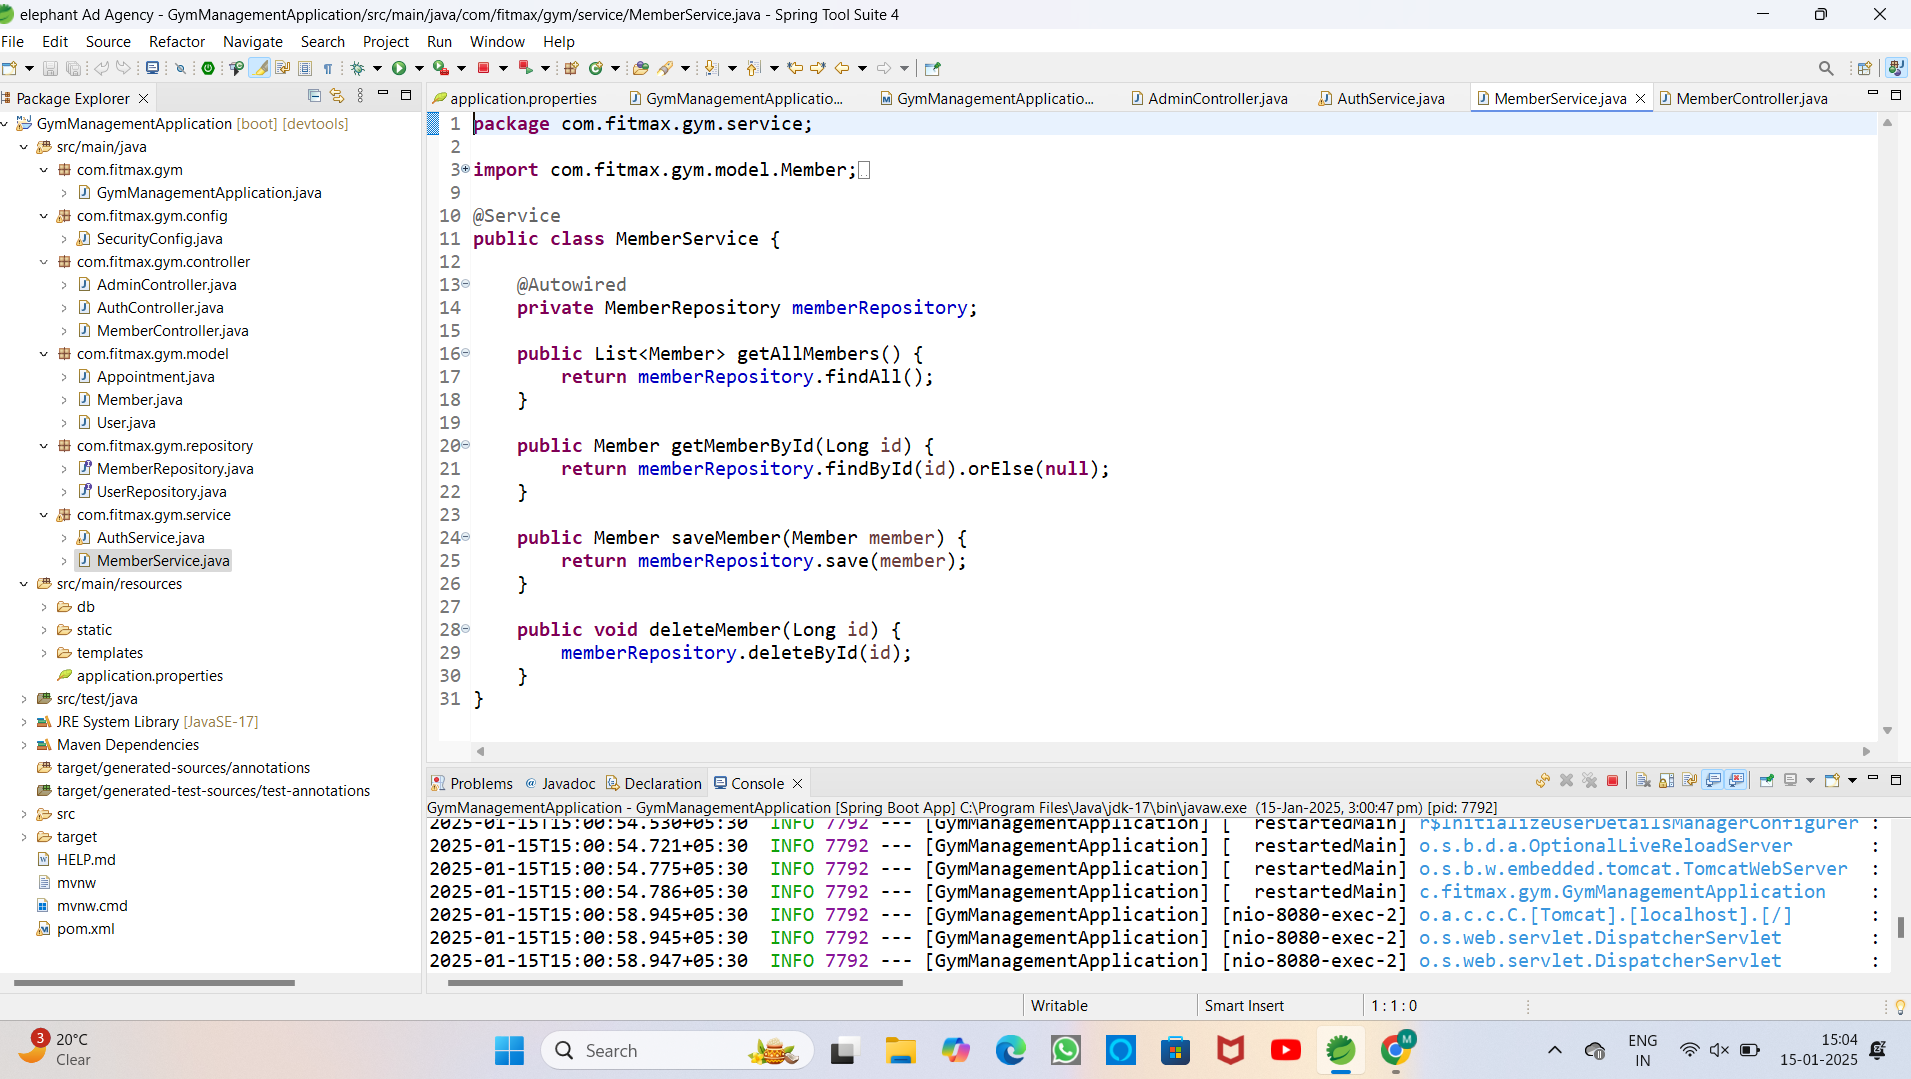 elephant Ad Agency - GymManagementApplication/src/main/java/com/fitmax/gym/service/MemberService.java - Spring Tool Suite 4
File Edit Source Refactor Navigate Search Project Run Window Help
Package Explorer
application.properties GymManagementApplicatio... GymManagementApplicatio... AdminController.java AuthService.java MemberService.java MemberController.java
GymManagementApplication [boot] [devtools]
src/main/java
com.fitmax.gym
GymManagementApplication.java
com.fitmax.gym.config
SecurityConfig.java
com.fitmax.gym.controller
AdminController.java
AuthController.java
MemberController.java
com.fitmax.gym.model
Appointment.java
Member.java
User.java
com.fitmax.gym.repository
MemberRepository.java
UserRepository.java
com.fitmax.gym.service
AuthService.java
MemberService.java
src/main/resources
db
static
templates
application.properties
src/test/java
JRE System Library [JavaSE-17]
Maven Dependencies
target/generated-sources/annotations
target/generated-test-sources/test-annotations
src
target
HELP.md
mvnw
mvnw.cmd
pom.xml
1 package com.fitmax.gym.service;
2
3 import com.fitmax.gym.model.Member;
9
10 @Service
11 public class MemberService {
12
13 @Autowired
14 private MemberRepository memberRepository;
15
16 public List<Member> getAllMembers() {
17 return memberRepository.findAll();
18 }
19
20 public Member getMemberById(Long id) {
21 return memberRepository.findById(id).orElse(null);
22 }
23
24 public Member saveMember(Member member) {
25 return memberRepository.save(member);
26 }
27
28 public void deleteMember(Long id) {
29 memberRepository.deleteById(id);
30 }
31 }
Problems Javadoc Declaration Console
GymManagementApplication - GymManagementApplication [Spring Boot App] C:\Program Files\Java\jdk-17\bin\javaw.exe (15-Jan-2025, 3:00:47 pm) [pid: 7792]
2025-01-15T15:00:54.530+05:30 INFO 7792 --- [GymManagementApplication] [ restartedMain] r$InitializeUserDetailsManagerConfigurer :
2025-01-15T15:00:54.721+05:30 INFO 7792 --- [GymManagementApplication] [ restartedMain] o.s.b.d.a.OptionalLiveReloadServer :
2025-01-15T15:00:54.775+05:30 INFO 7792 --- [GymManagementApplication] [ restartedMain] o.s.b.w.embedded.tomcat.TomcatWebServer :
2025-01-15T15:00:54.786+05:30 INFO 7792 --- [GymManagementApplication] [ restartedMain] c.fitmax.gym.GymManagementApplication :
2025-01-15T15:00:58.945+05:30 INFO 7792 --- [GymManagementApplication] [nio-8080-exec-2] o.a.c.c.C.[Tomcat].[localhost].[/] :
2025-01-15T15:00:58.945+05:30 INFO 7792 --- [GymManagementApplication] [nio-8080-exec-2] o.s.web.servlet.DispatcherServlet :
2025-01-15T15:00:58.947+05:30 INFO 7792 --- [GymManagementApplication] [nio-8080-exec-2] o.s.web.servlet.DispatcherServlet :
Writable Smart Insert 1 : 1 : 0
3 20°C
Clear
Search
M
ENG
IN
15:04
15-01-2025